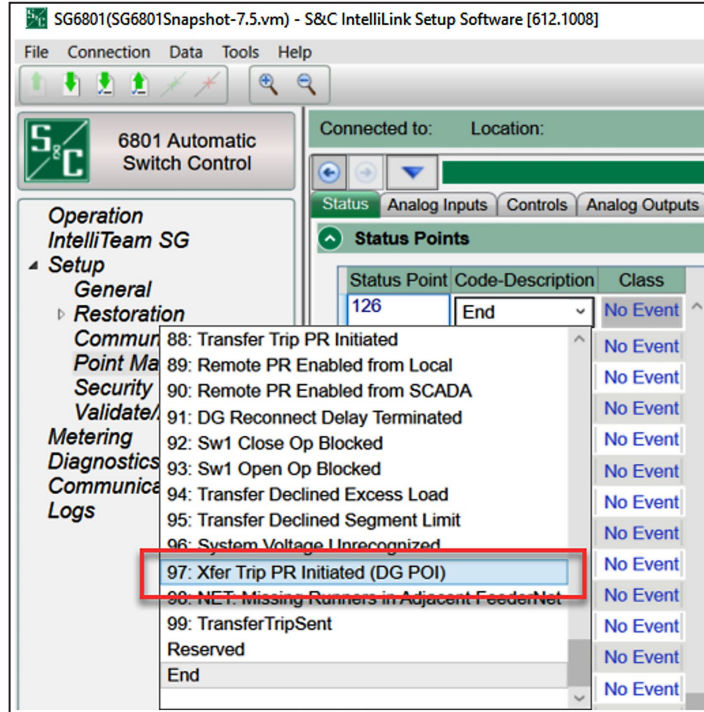 SG6801(SG6801Snapshot-7.5.vm) - S&C IntelliLink Setup Software [612.1008]
File Connection Data Tools Help
S&C
6801 Automatic
Switch Control
Connected to: Location:
Status Analog Inputs Controls Analog Outputs
Status Points
Status Point Code-Description Class
126 End No Event
Operation
IntelliTeam SG
Setup
General
Restoration
Commun
Point Ma
Security
Validate/
Metering
Diagnostics
Communica
Logs
88: Transfer Trip PR Initiated
89: Remote PR Enabled from Local
90: Remote PR Enabled from SCADA
91: DG Reconnect Delay Terminated
92: Sw1 Close Op Blocked
93: Sw1 Open Op Blocked
94: Transfer Declined Excess Load
95: Transfer Declined Segment Limit
96: System Voltage Unrecognized
97: Xfer Trip PR Initiated (DG POI)
98: NET: Missing Runners in Adjacent FeederNet
99: TransferTripSent
Reserved
End
No Event
No Event
No Event
No Event
No Event
No Event
No Event
No Event
No Event
No Event
No Event
No Event